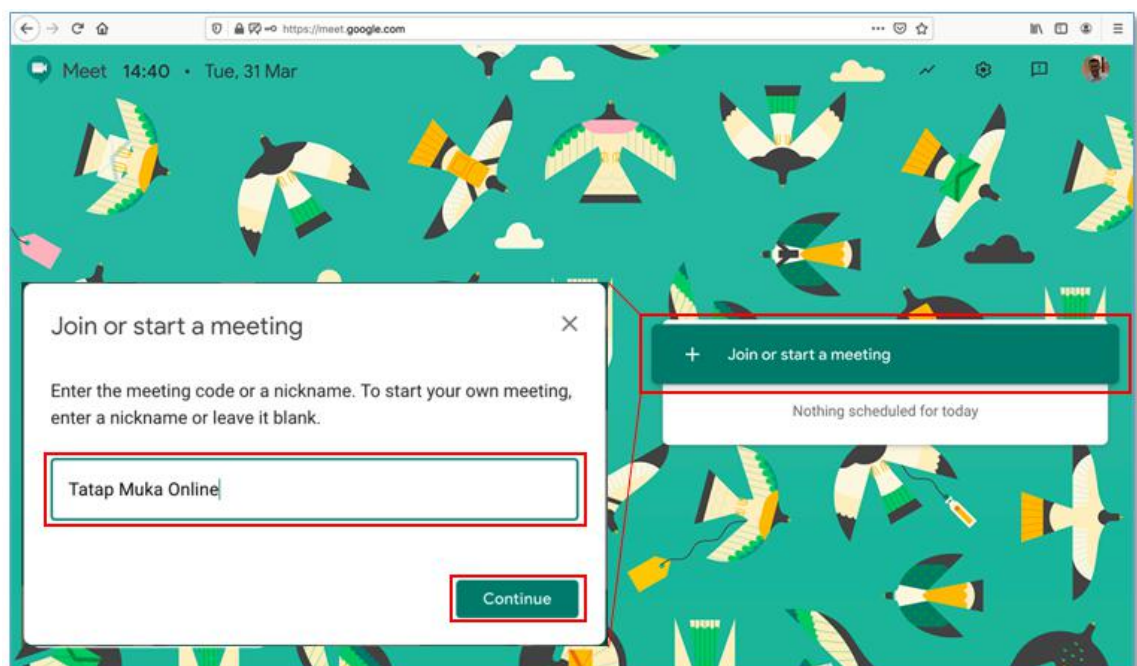 https://meet.google.com
Meet 14:40 • Tue, 31 Mar
Join or start a meeting
Enter the meeting code or a nickname. To start your own meeting,
enter a nickname or leave it blank.
Tatap Muka Online
Continue
+ Join or start a meeting
Nothing scheduled for today